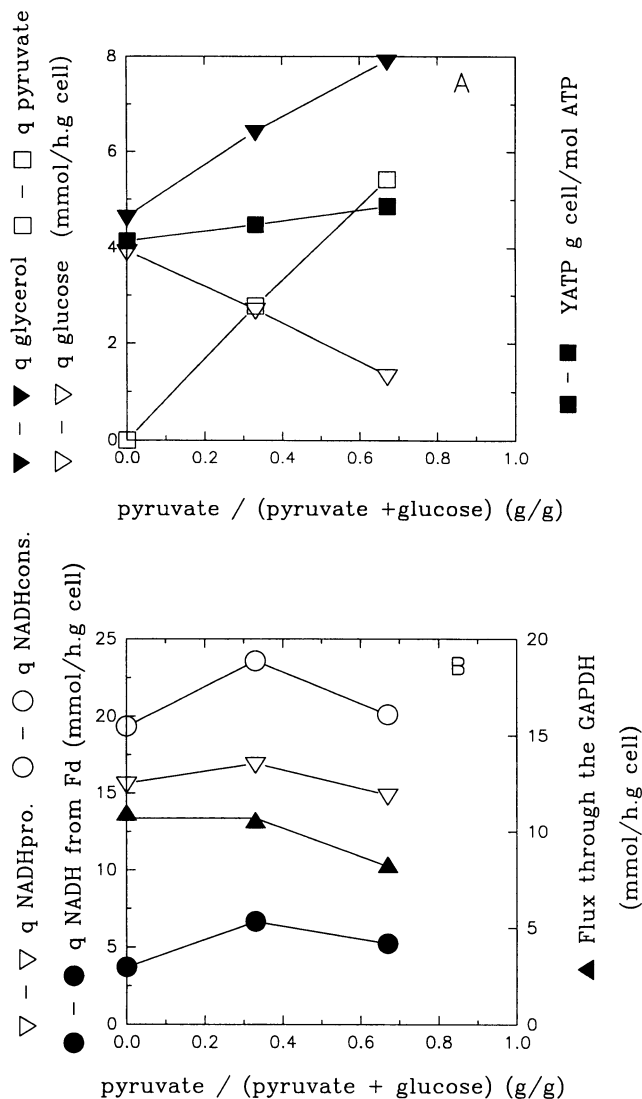 ▼ – ▼ q glycerol □ – □ q pyruvate
▽ – ▽ q glucose (mmol/h.g cell)
8
6
4
2
0
A
0.0 0.2 0.4 0.6 0.8 1.0
pyruvate / (pyruvate +glucose) (g/g)
■ – ■ YATP g cell/mol ATP
▽ – ▽ q NADHpro. ○ – ○ q NADHcons.
● – ● q NADH from Fd (mmol/h.g cell)
25
20
15
10
5
0
B
20
15
10
5
0
0.0 0.2 0.4 0.6 0.8 1.0
pyruvate / (pyruvate + glucose) (g/g)
▲ Flux through the GAPDH
(mmol/h.g cell)